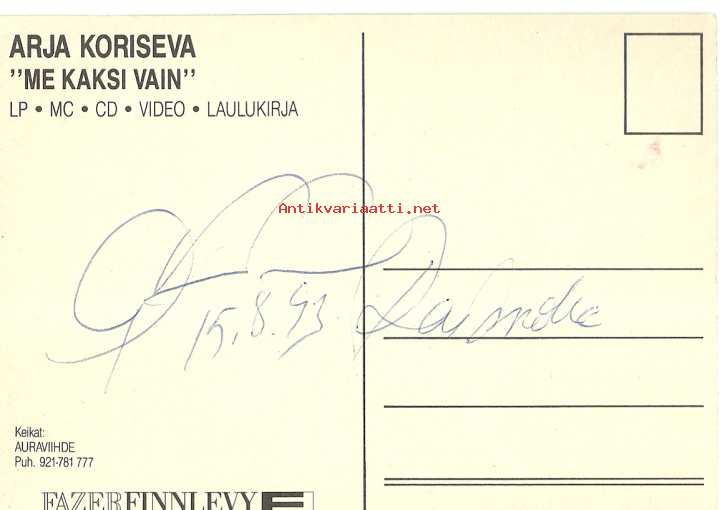 ARJA KORISEVA
"ME KAKSI VAIN"
LP • MC • CD • VIDEO • LAULUKIRJA
Antikvariaatti.net
15.8.93
Keikat:
AURAVIIHDE
Puh. 921-781 777
FAZER FINNLEVY